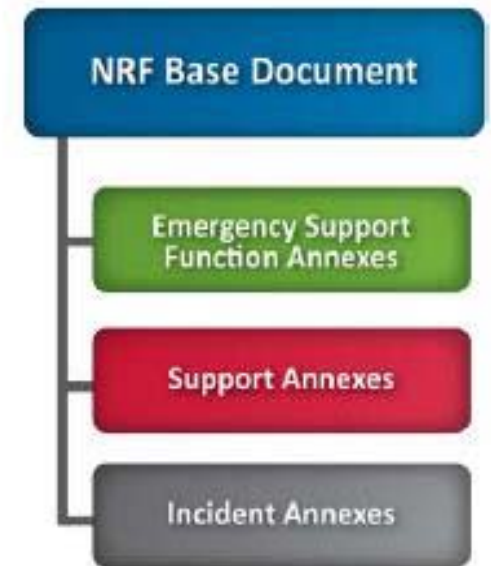 NRF Base Document
Emergency Support
Function Annexes
Support Annexes
Incident Annexes